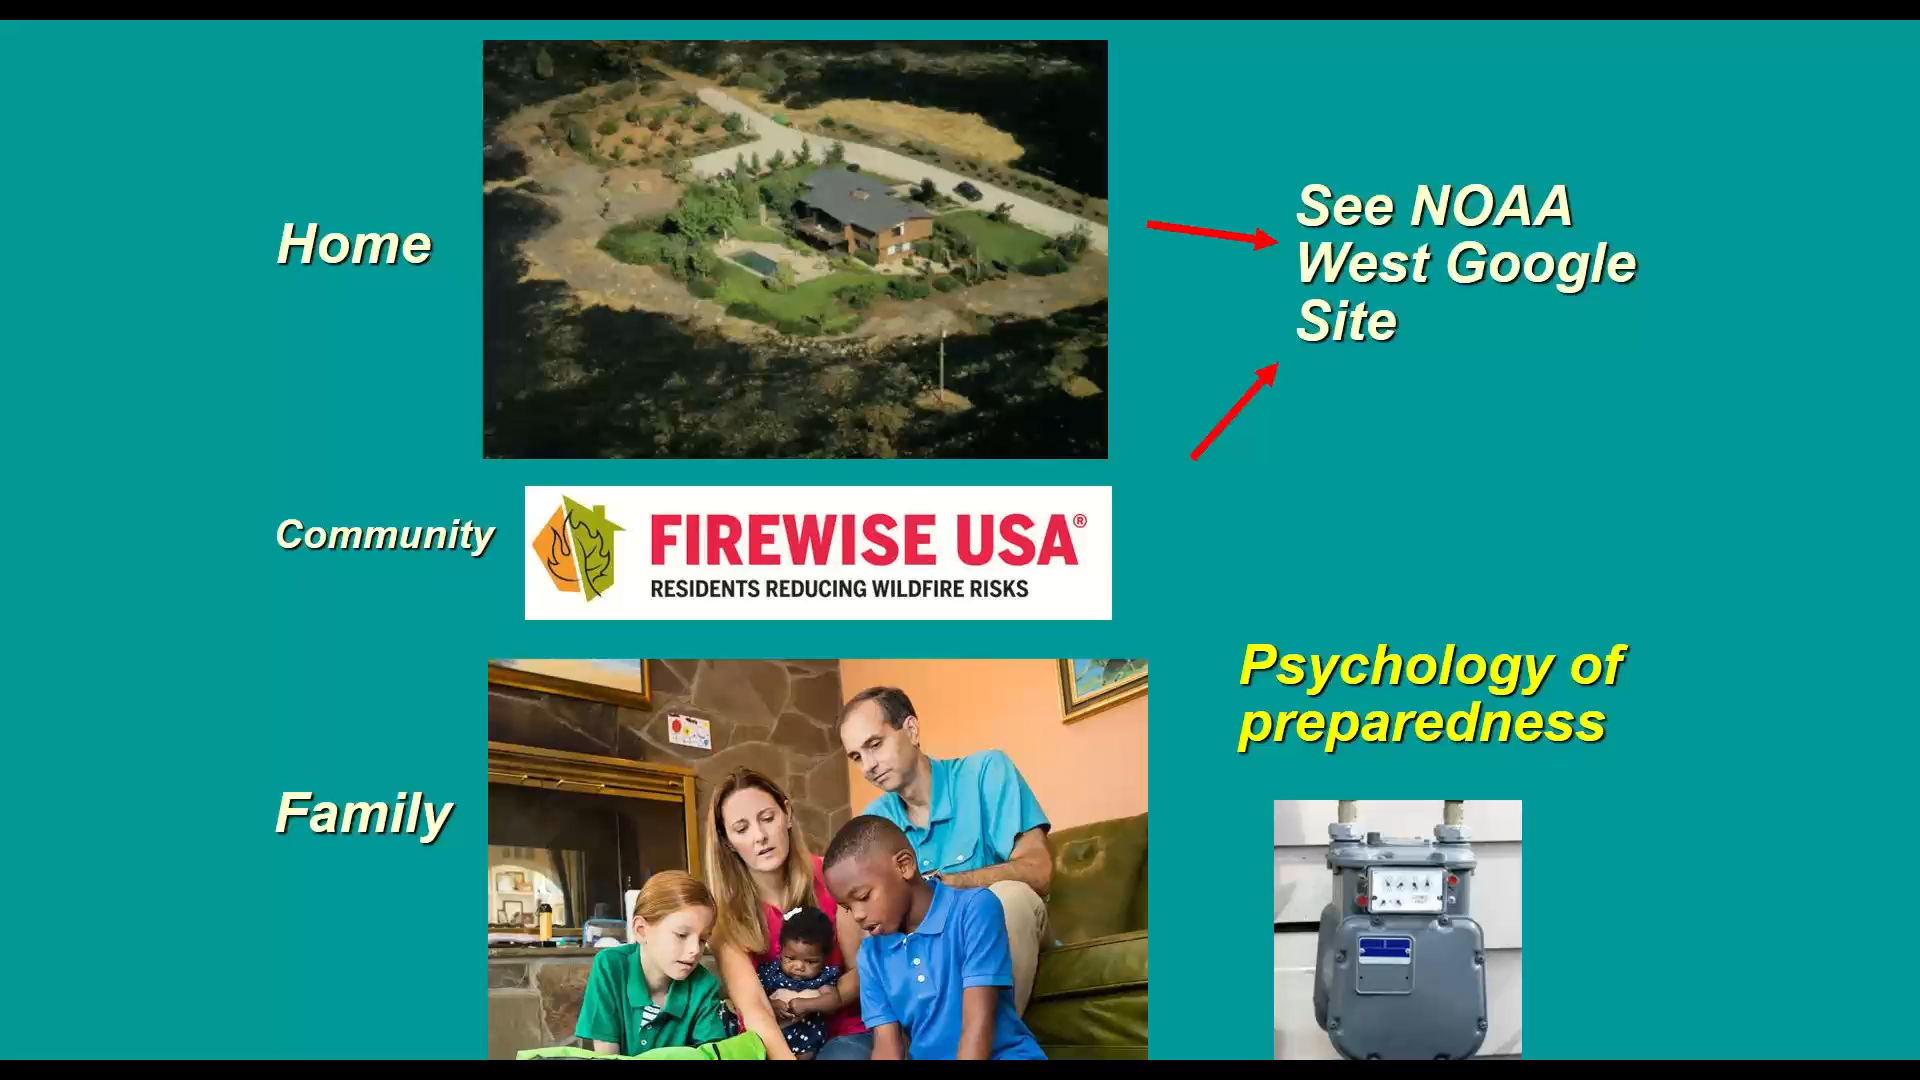 Home
See NOAA
West Google
Site
Community
FIREWISE USA®
RESIDENTS REDUCING WILDFIRE RISKS
Psychology of
preparedness
Family